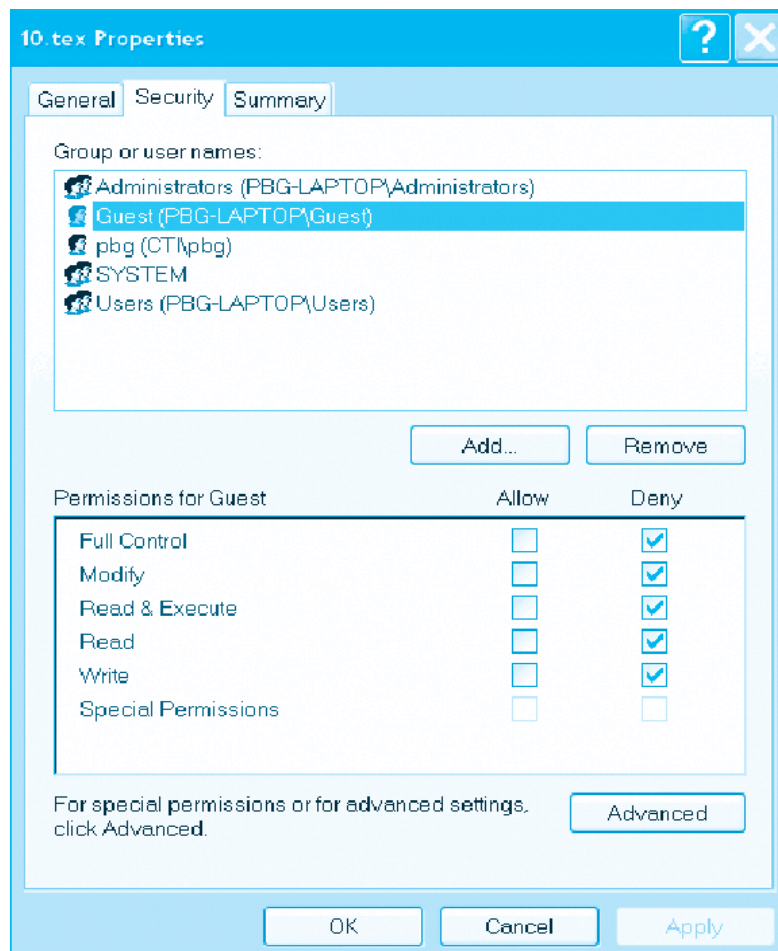 10.tex Properties
General Security Summary
Group or user names:
Administrators (PBG-LAPTOP\Administrators)
Guest (PBG-LAPTOP\Guest)
pbg (CTI\pbg)
SYSTEM
Users (PBG-LAPTOP\Users)
Add... Remove
Permissions for Guest Allow Deny
Full Control
Modify
Read & Execute
Read
Write
Special Permissions
For special permissions or for advanced settings,
click Advanced.
Advanced
OK Cancel Apply